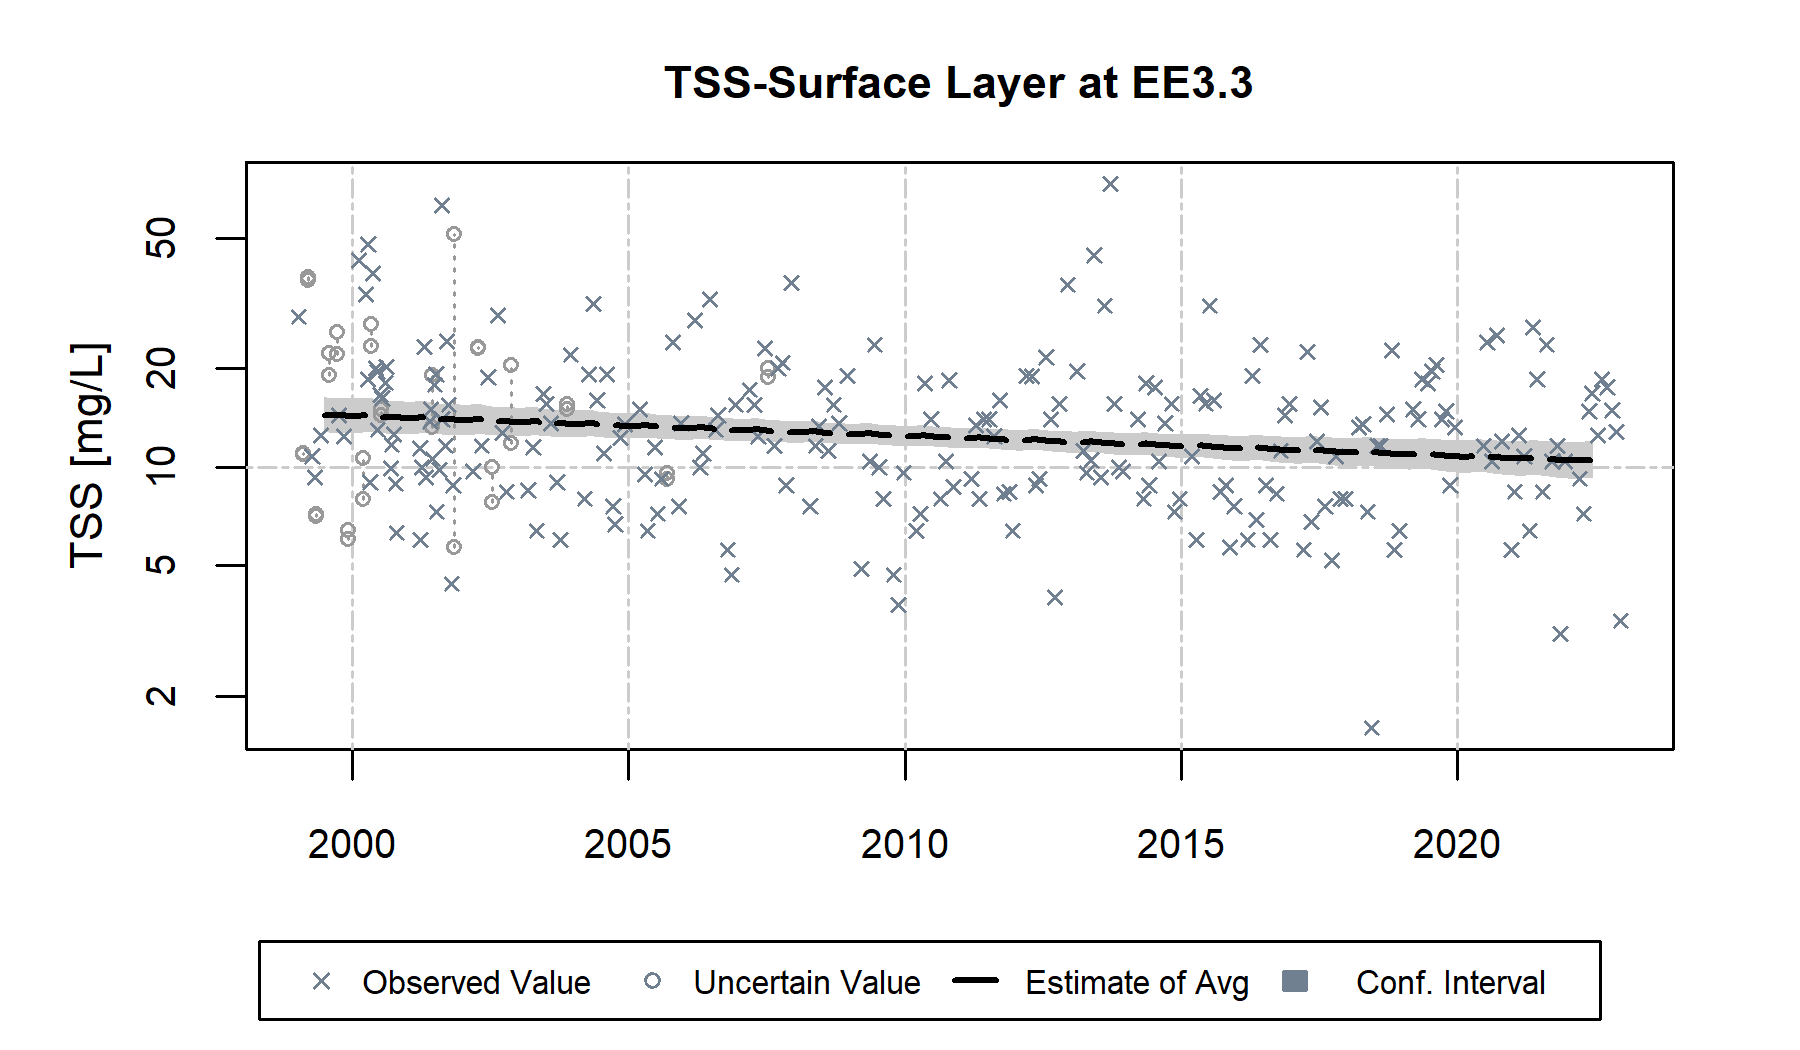 TSS-Surface Layer at EE3.3
TSS [mg/L]
50
20
10
5
2
2000 2005 2010 2015 2020
Observed Value Uncertain Value Estimate of Avg Conf. Interval